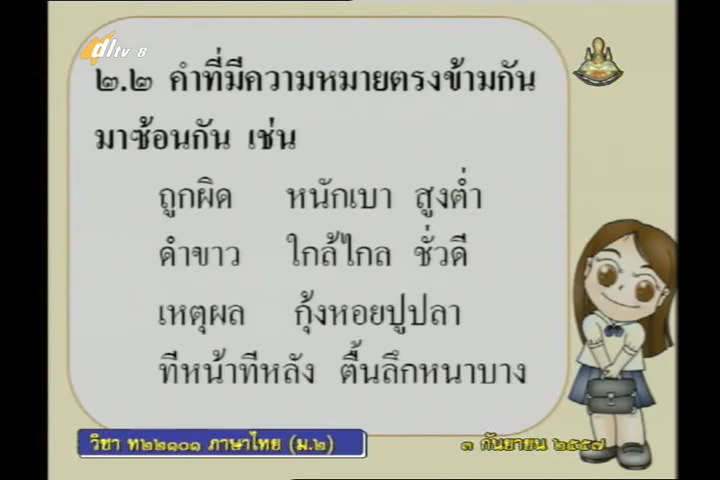 dltv 8
๒.๒ คำที่มีความหมายตรงข้ามกัน
มาซ้อนกัน เช่น
ถูกผิด หนักเบา สูงต่ำ
ดำขาว ใกล้ไกล ชั่วดี
เหตุผล กุ้งหอยปูปลา
ทีหน้าทีหลัง ตื้นลึกหนาบาง
วิชา ท๒๒๑๐๑ ภาษาไทย (ม.๒) ๓ กันยายน ๒๕๕๗